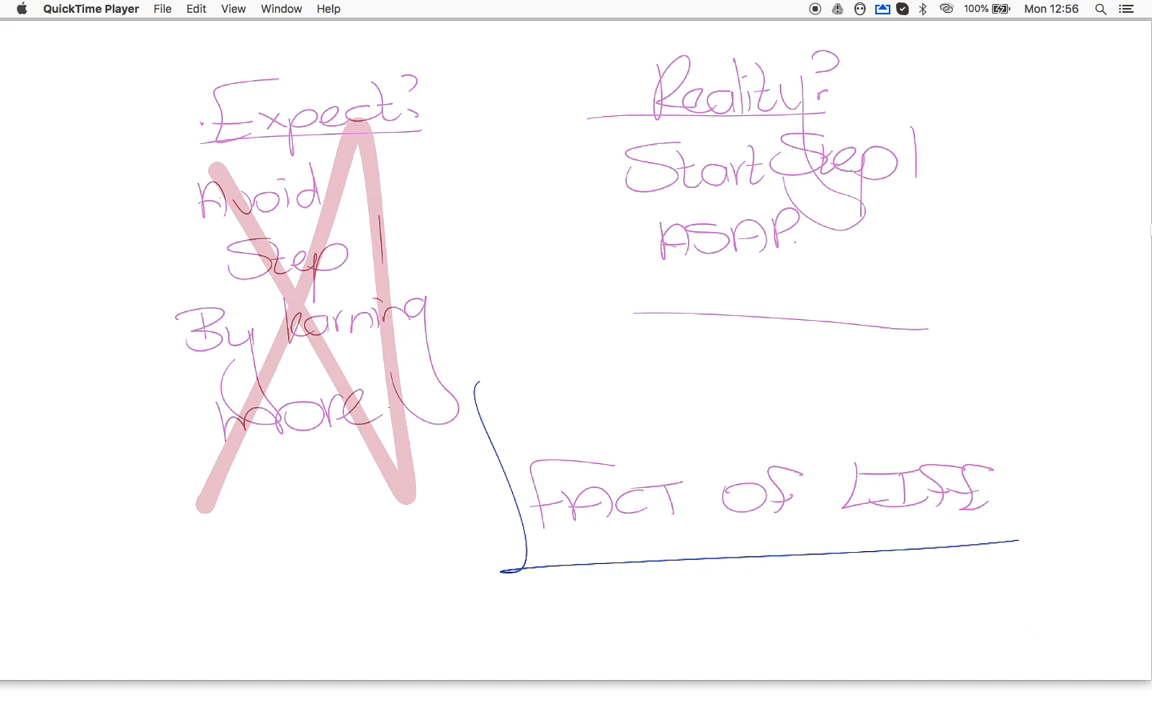 QuickTime Player File Edit View Window Help 100% Mon 12:56
Expect?
Avoid
Step
By learning
more
Reality?
Start Step 1
ASAP.
FACT OF LIFE